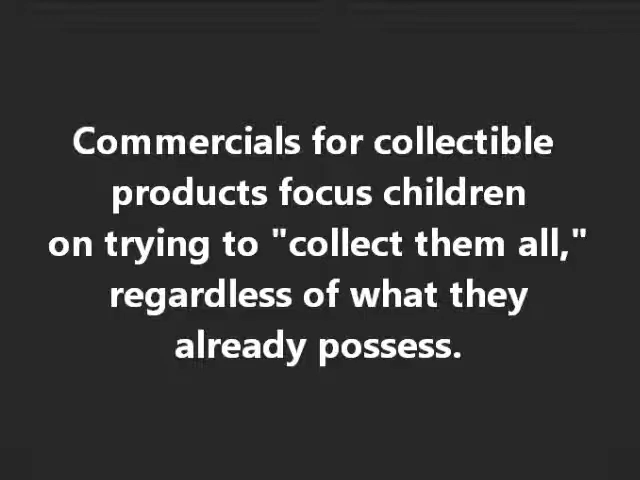 Commercials for collectible
products focus children
on trying to "collect them all,"
regardless of what they
already possess.